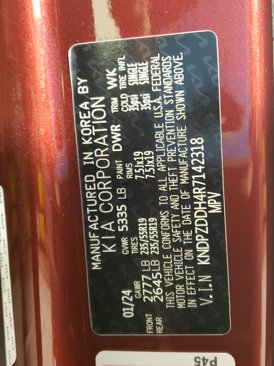 MANUFACTURED IN KOREA BY
KIA CORPORATION
01/24 GVWR 5335 LB PAINT DWR TRIM WK
GAWR TIRES RIMS COLD TIRE INFL.
FRONT 2777 LB 235/55R19 7.5Jx19 35psi SINGLE
REAR 2645 LB 235/55R19 7.5Jx19 35psi SINGLE
THIS VEHICLE CONFORMS TO ALL APPLICABLE U.S.A. FEDERAL
MOTOR VEHICLE SAFETY AND THEFT PREVENTION STANDARDS
IN EFFECT ON THE DATE OF MANUFACTURE SHOWN ABOVE.
V.I.N KNDPZDDH4R7142318
MPV
P45